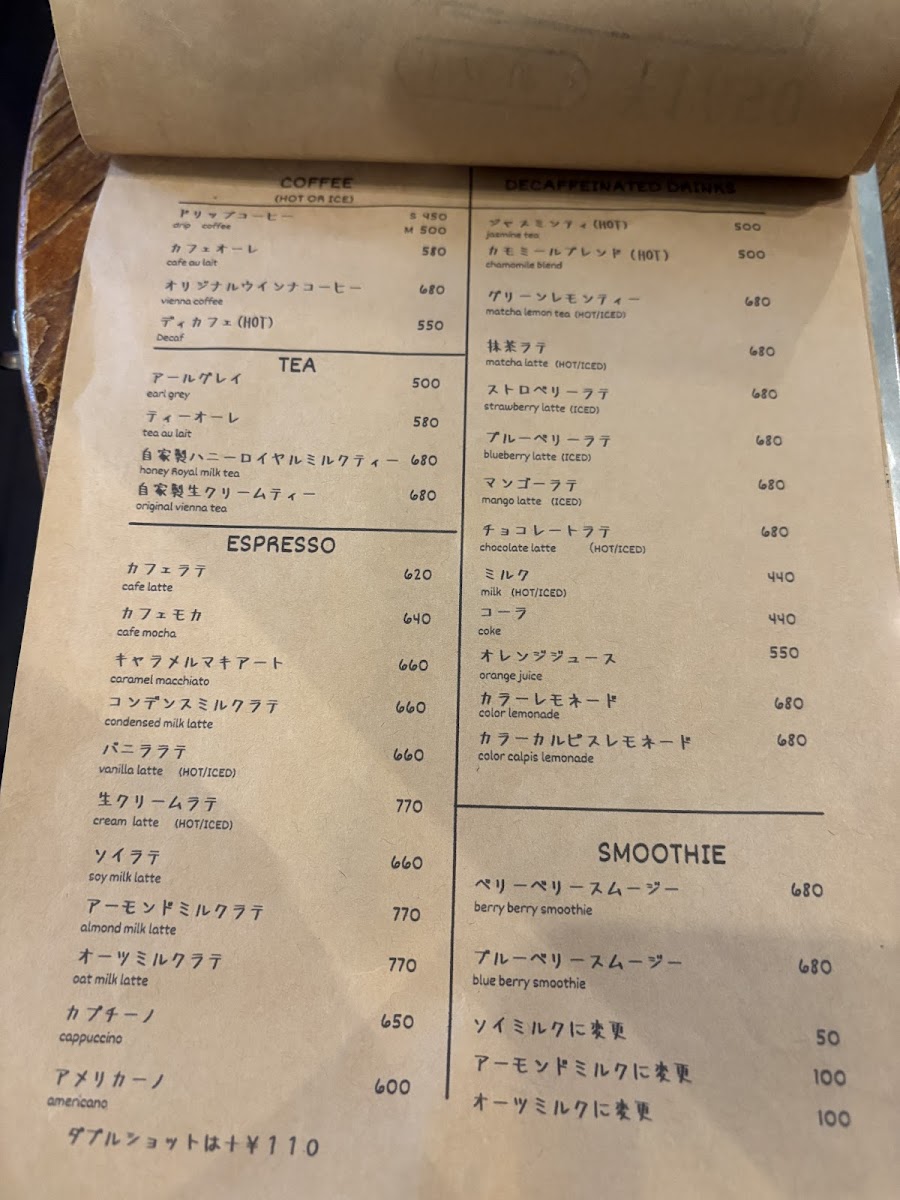 COFFEE
(HOT OR ICE)
ドリップコーヒー S 450
drip coffee M 500
カフェオーレ 580
cafe au lait
オリジナルウインナコーヒー 680
vienna coffee
ディカフェ(HOT) 550
Decaf
TEA
アールグレイ 500
earl grey
ティーオーレ 580
tea au lait
自家製ハニーロイヤルミルクティー 680
honey Royal milk tea
自家製生クリームティー 680
original vienna tea
ESPRESSO
カフェラテ 620
cafe latte
カフェモカ 640
cafe mocha
キャラメルマキアート 660
caramel macchiato
コンデンスミルクラテ 660
condensed milk latte
バニララテ 660
vanilla latte (HOT/ICED)
生クリームラテ 770
cream latte (HOT/ICED)
ソイラテ 660
soy milk latte
アーモンドミルクラテ 770
almond milk latte
オーツミルクラテ 770
oat milk latte
カプチーノ 650
cappuccino
アメリカーノ 600
americano
ダブルショットは+¥110
DECAFFEINATED DRINKS
ジャスミンティ(HOT) 500
jasmine tea
カモミールブレンド (HOT) 500
chamomile blend
グリーンレモンティー 680
matcha lemon tea (HOT/ICED)
抹茶ラテ 680
matcha latte (HOT/ICED)
ストロベリーラテ 680
strawberry latte (ICED)
ブルーベリーラテ 680
blueberry latte (ICED)
マンゴーラテ 680
mango latte (ICED)
チョコレートラテ 680
chocolate latte (HOT/ICED)
ミルク 440
milk (HOT/ICED)
コーラ 440
coke
オレンジジュース 550
orange juice
カラーレモネード 680
color lemonade
カラーカルピスレモネード 680
color calpis lemonade
SMOOTHIE
ベリーベリースムージー 680
berry berry smoothie
ブルーベリースムージー 680
blue berry smoothie
ソイミルクに変更 50
アーモンドミルクに変更 100
オーツミルクに変更 100